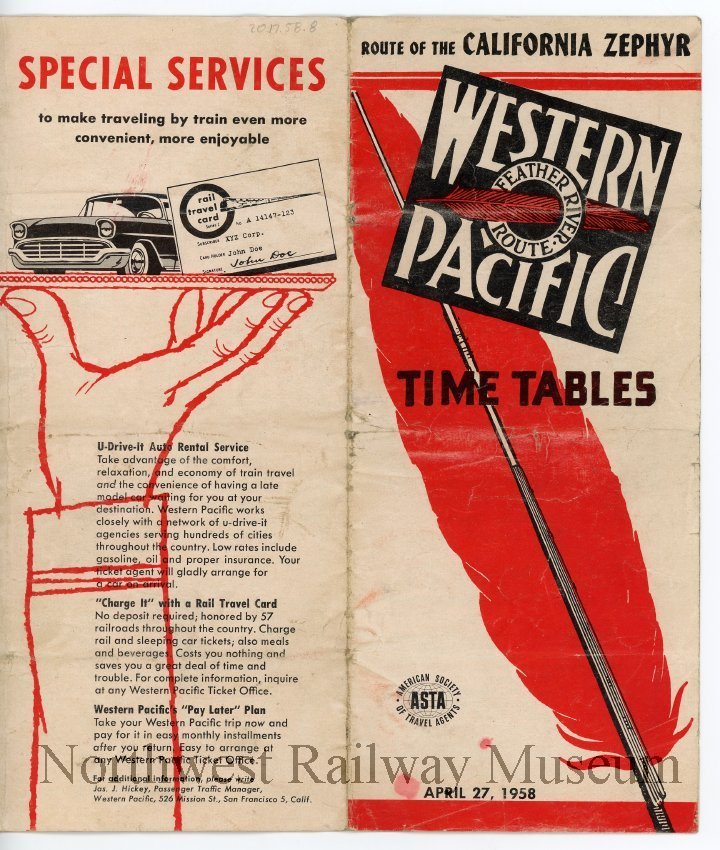 2017.58.8
SPECIAL SERVICES
to make traveling by train even more
convenient, more enjoyable
rail
travel
card
SERIES 2
No. A 14147-123
SUBSCRIBER XYZ Corp.
CARD HOLDER John Doe
SIGNATURE John Doe
U-Drive-It Auto Rental Service
Take advantage of the comfort,
relaxation, and economy of train travel
and the convenience of having a late
model car waiting for you at your
destination. Western Pacific works
closely with a network of u-drive-it
agencies serving hundreds of cities
throughout the country. Low rates include
gasoline, oil and proper insurance. Your
ticket agent will gladly arrange for
a car on arrival.
"Charge It" with a Rail Travel Card
No deposit required; honored by 57
railroads throughout the country. Charge
rail and sleeping car tickets; also meals
and beverages. Costs you nothing and
saves you a great deal of time and
trouble. For complete information, inquire
at any Western Pacific Ticket Office.
Western Pacific's "Pay Later" Plan
Take your Western Pacific trip now and
pay for it in easy monthly installments
after you return. Easy to arrange at
any Western Pacific Ticket Office.
For additional information, please write
Jas. J. Hickey, Passenger Traffic Manager,
Western Pacific, 526 Mission St., San Francisco 5, Calif.
ROUTE OF THE CALIFORNIA ZEPHYR
WESTERN
FEATHER RIVER
ROUTE
PACIFIC
TIME TABLES
AMERICAN SOCIETY
ASTA
OF TRAVEL AGENTS
APRIL 27, 1958
Northwest Railway Museum